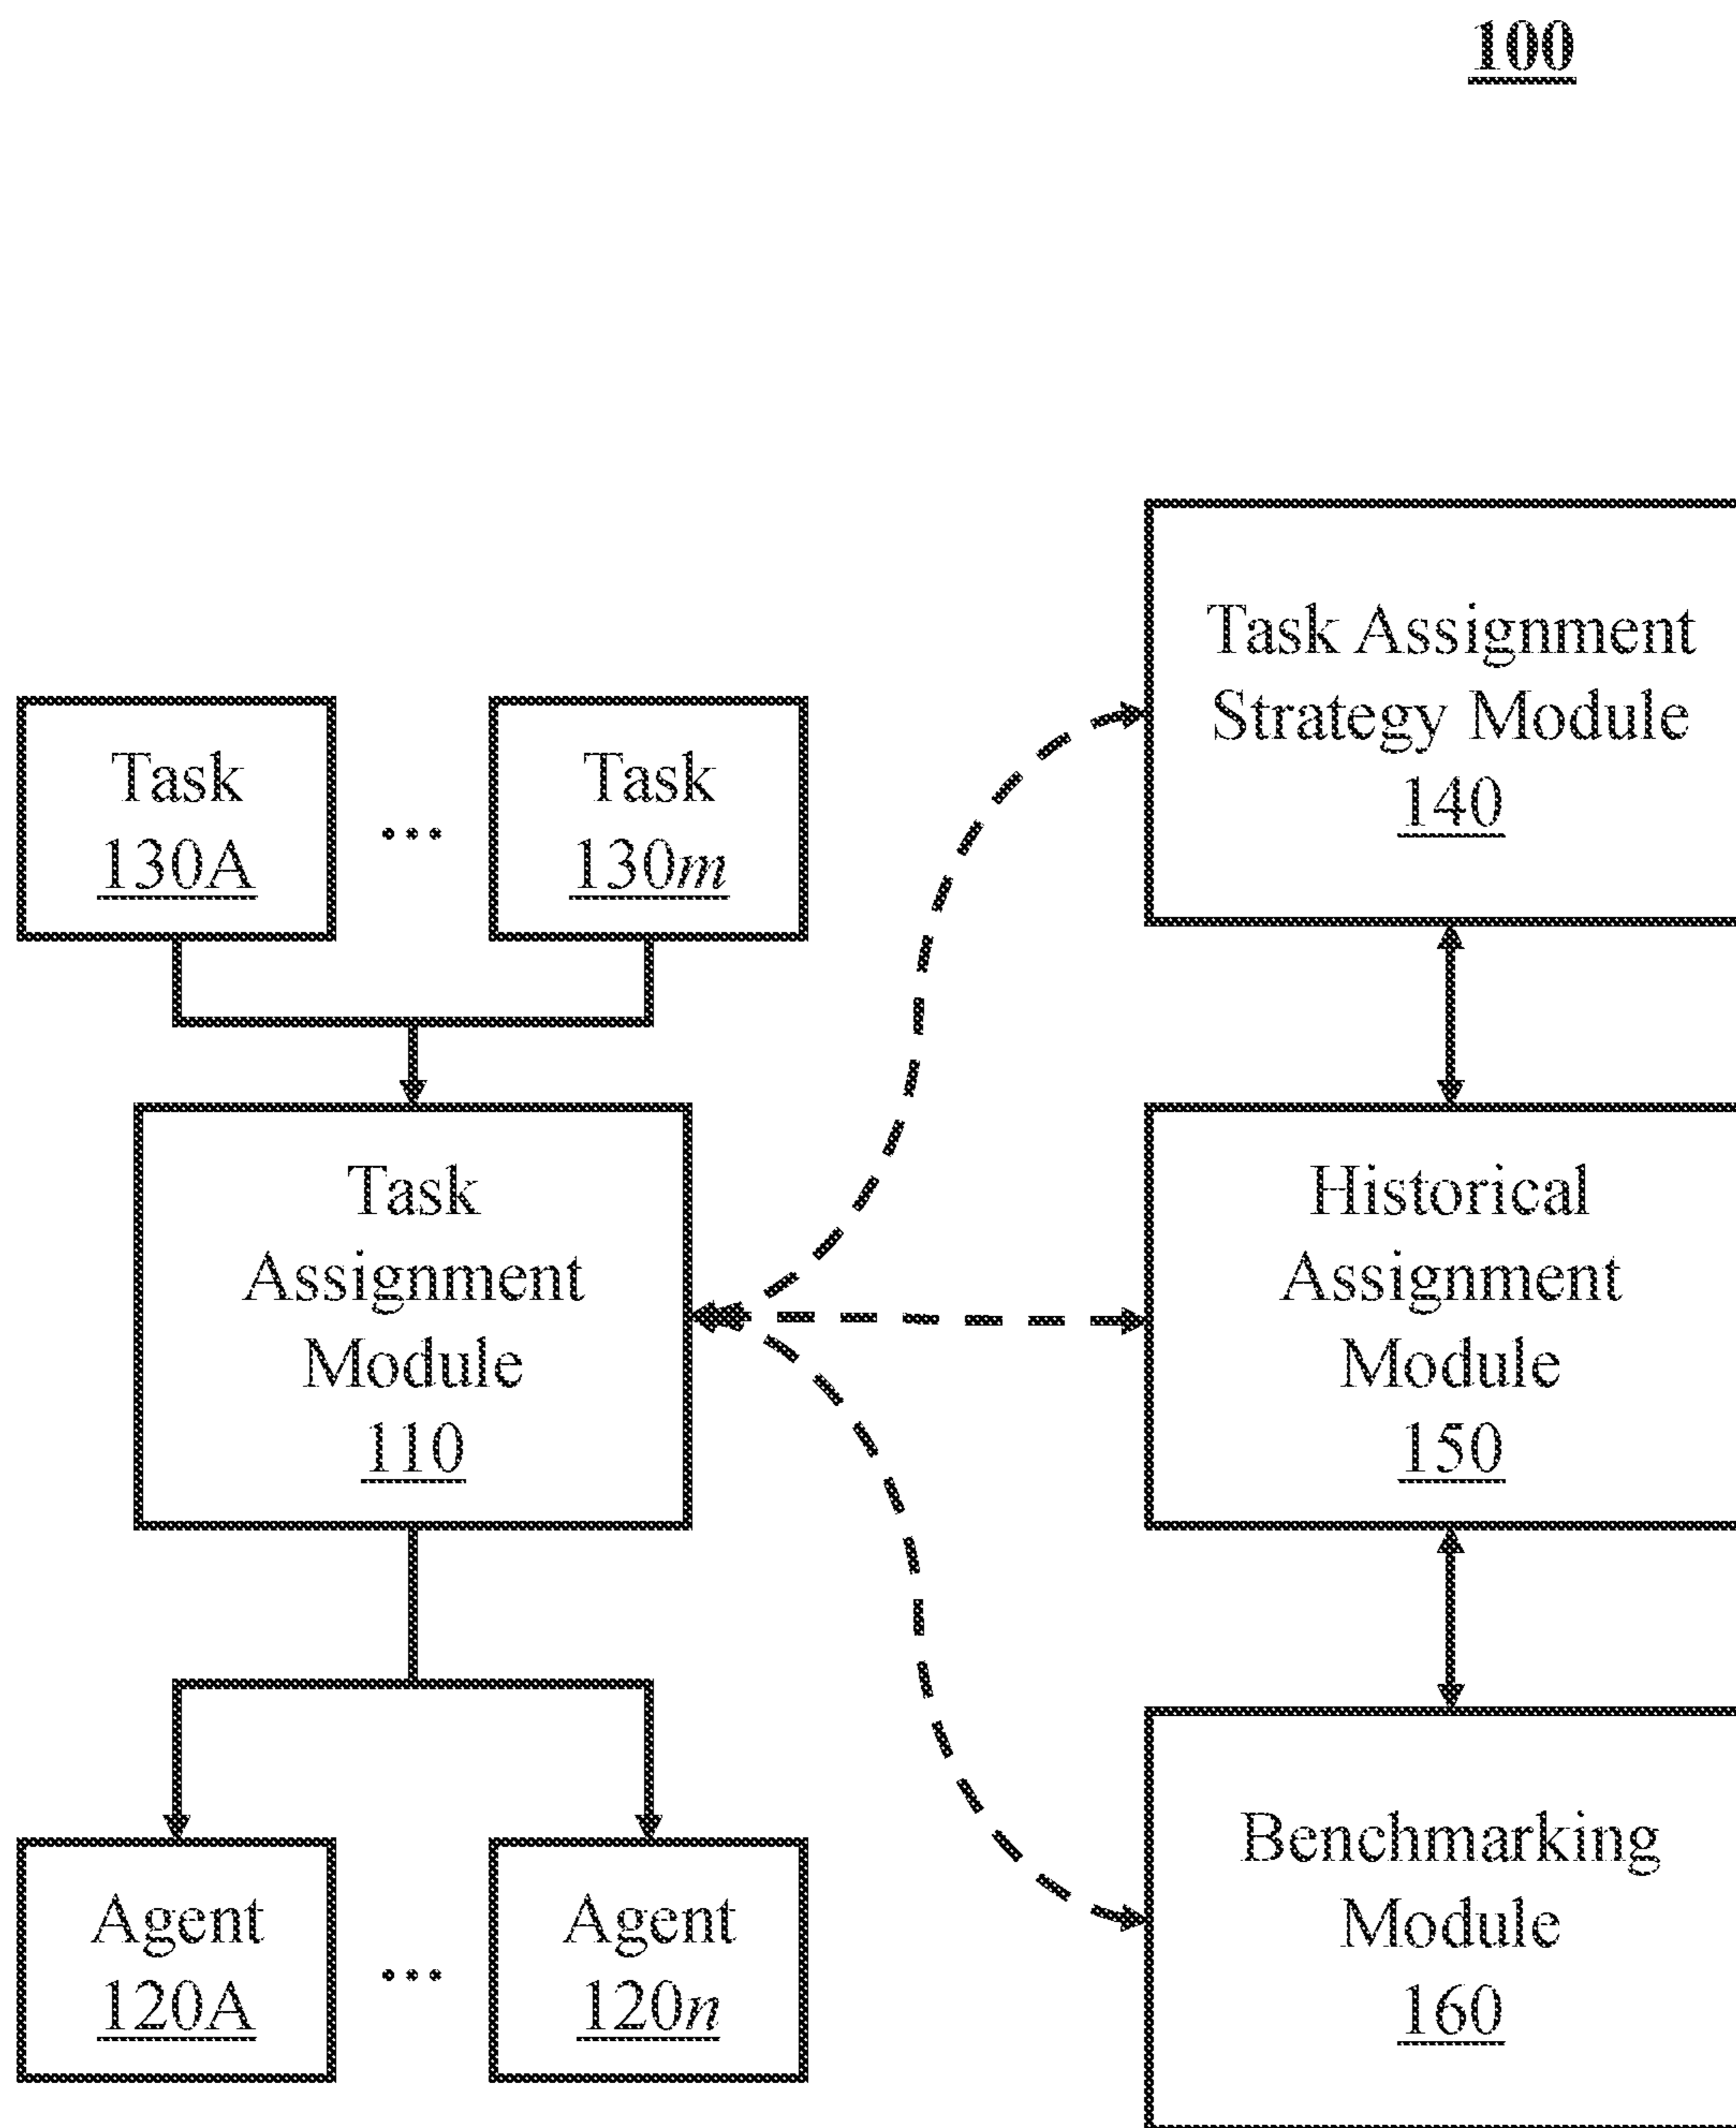 100
Task Assignment
Strategy Module
140
Task
130A
...
Task
130m
Task
Assignment
Module
110
Historical
Assignment
Module
150
Agent
120A
...
Agent
120n
Benchmarking
Module
160